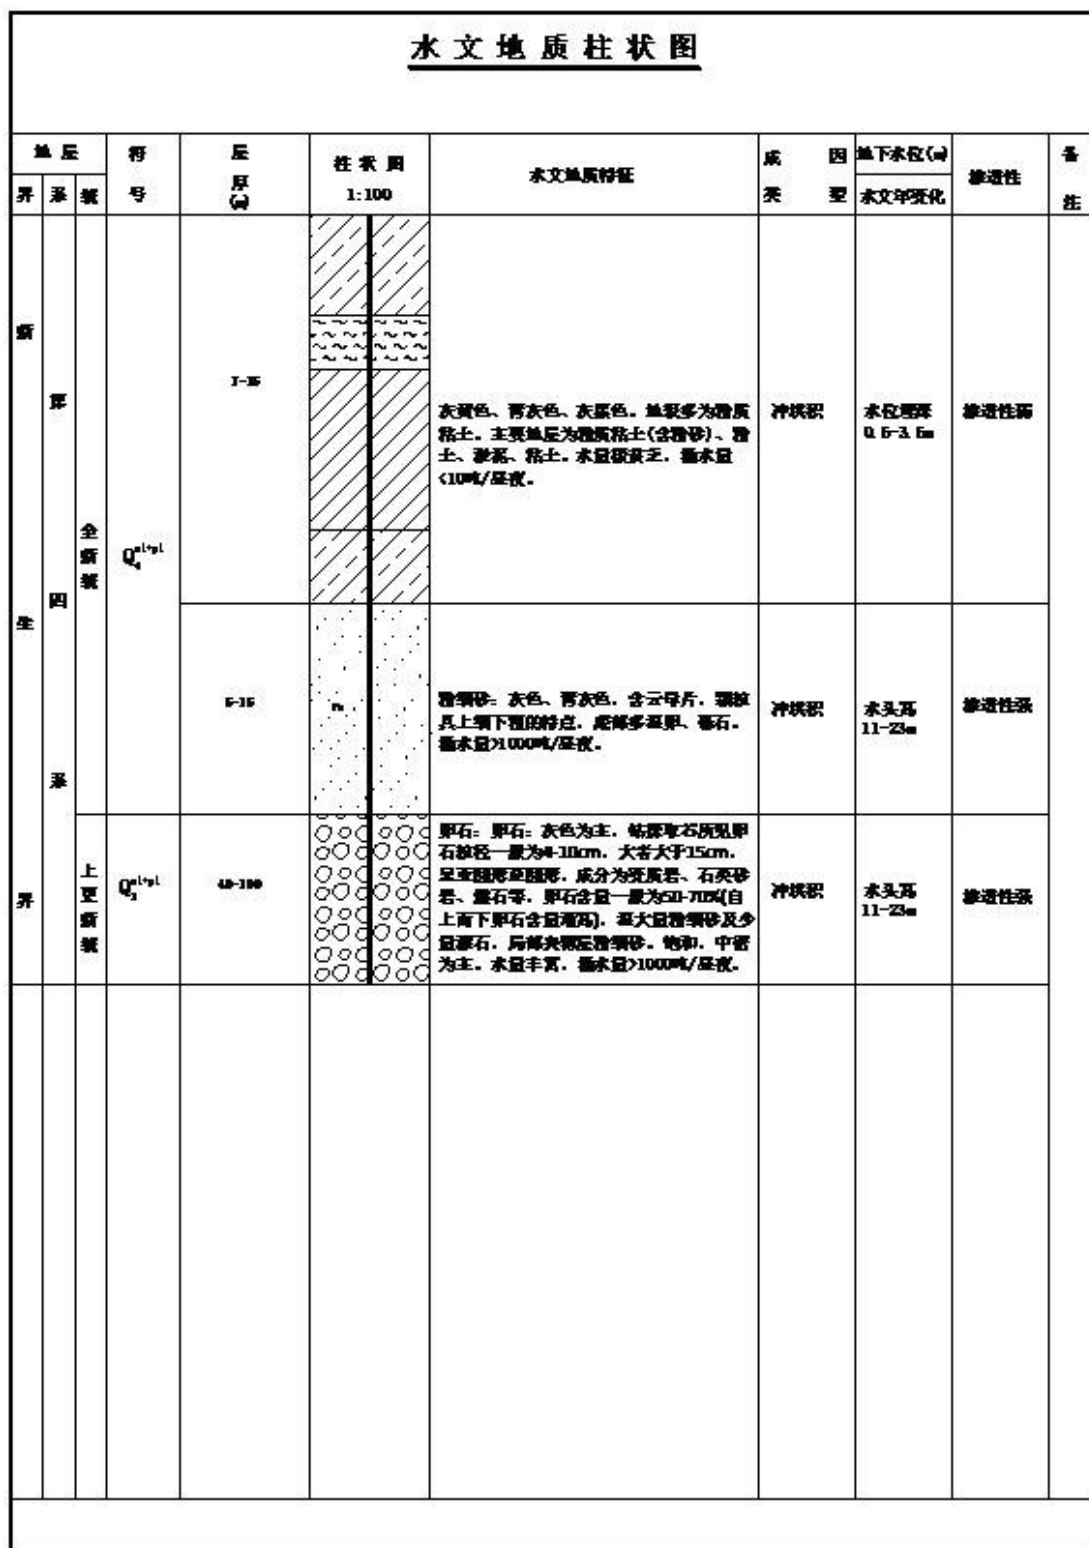 水文地质柱状图
地层
符号
层厚(m)
柱状图
1:100
水文地质特征
成因类型
地下水位(m)
水文年变化
渗透性
备注
界
系
统
新生界
第四系
全新统
Q₄ᵃˡ⁺ᵖˡ
灰黄色、青灰色、灰黑色。地表多为粉质
粘土。主要地层为粉质粘土(含粉砂)、粉
土、淤泥、粘土。水量极贫乏,涌水量
<10吨/昼夜。
冲洪积
水位埋深
0.5-3.5m
渗透性弱
5-15
粉细砂:灰色、青灰色,含云母片,颗粒
具上细下粗的特点,底部多混卵、砾石。
涌水量>1000吨/昼夜。
冲洪积
水头高
11-23m
渗透性强
上更新统
Q₃ᵃˡ⁺ᵖˡ
40-100
卵石:卵石:灰色为主,钻探取芯所见卵
石粒径一般为4-10cm,大者大于15cm,
呈亚圆形至圆形,成分为变质岩、石英砂
岩、燧石等,卵石含量一般为50-70%(自
上而下卵石含量增高),混大量粉细砂及少
量砾石,局部夹薄层粉细砂。饱和,中密
为主。水量丰富,涌水量>1000吨/昼夜。
冲洪积
水头高
11-23m
渗透性强